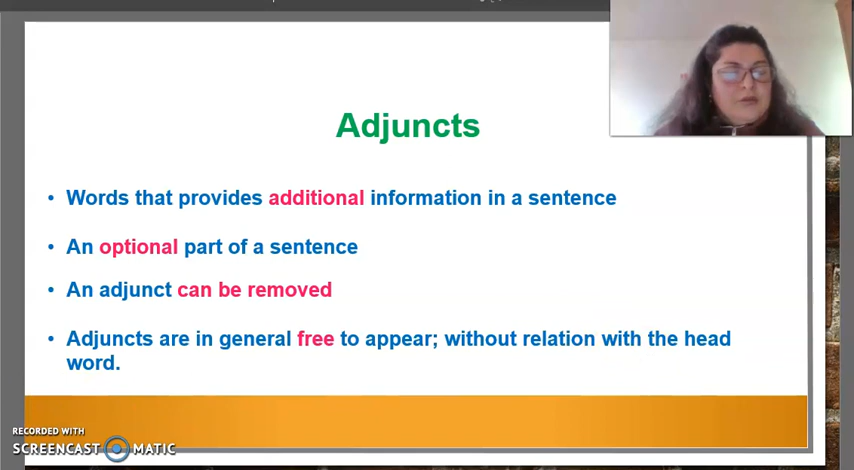 Adjuncts
• Words that provides additional information in a sentence
• An optional part of a sentence
• An adjunct can be removed
• Adjuncts are in general free to appear; without relation with the head
word.
RECORDED WITH
SCREENCAST MATIC